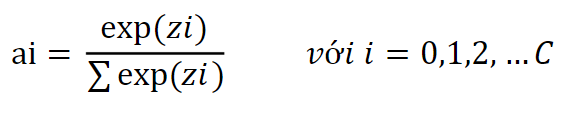 ai = exp(zi) / ∑ exp(zi) với i = 0,1,2, … C